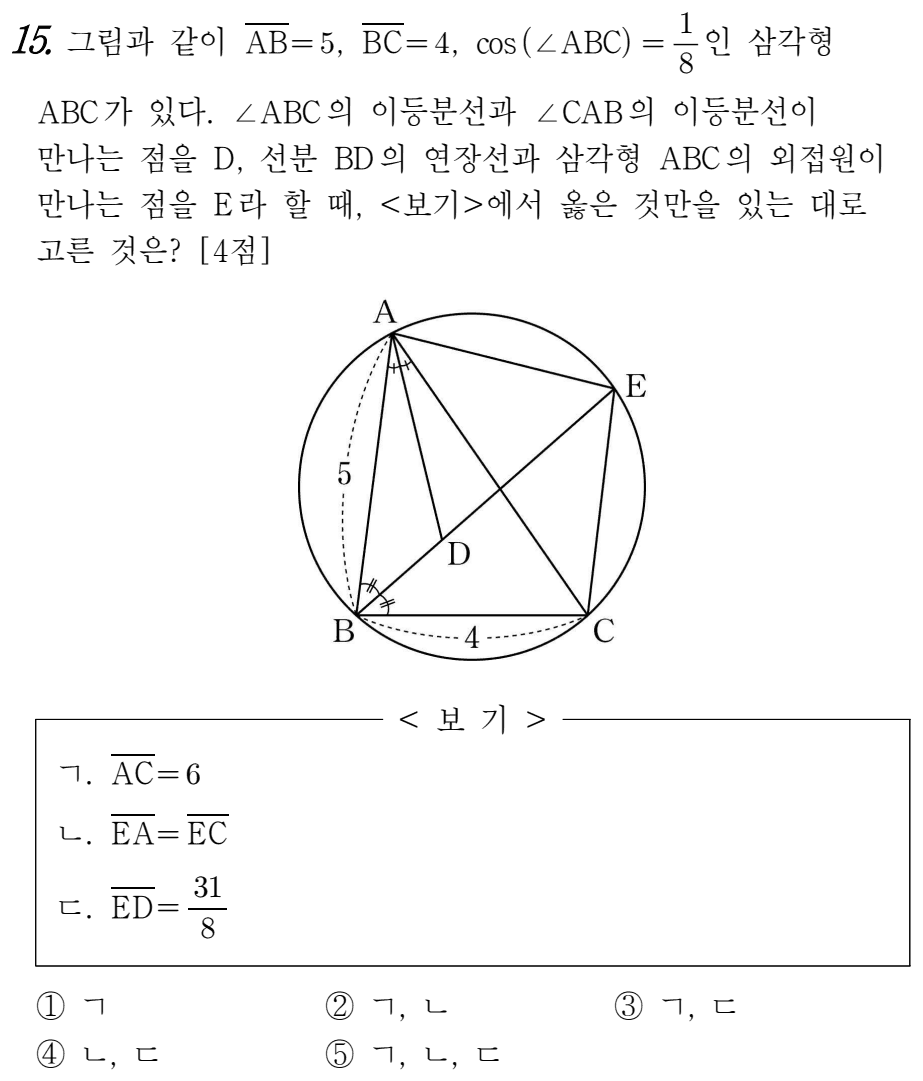 15. 그림과 같이 AB=5, BC=4, cos(∠ABC)=1/8인 삼각형
ABC가 있다. ∠ABC의 이등분선과 ∠CAB의 이등분선이
만나는 점을 D, 선분 BD의 연장선과 삼각형 ABC의 외접원이
만나는 점을 E라 할 때, <보기>에서 옳은 것만을 있는 대로
고른 것은? [4점]
A
E
5
D
B
4
C
< 보 기 >
ㄱ. AC=6
ㄴ. EA=EC
ㄷ. ED=31/8
① ㄱ ② ㄱ, ㄴ ③ ㄱ, ㄷ
④ ㄴ, ㄷ ⑤ ㄱ, ㄴ, ㄷ